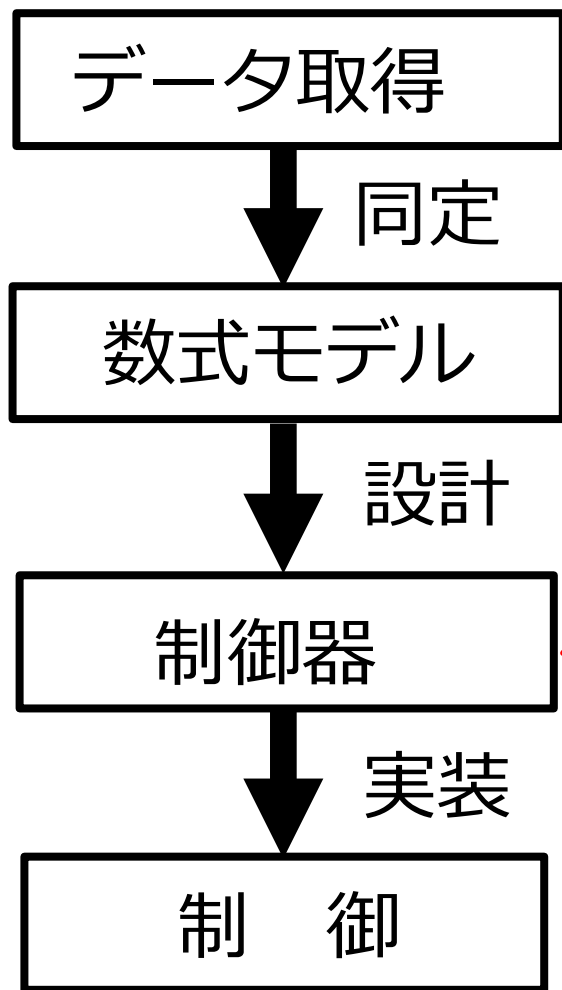 データ取得
同定
数式モデル
設計
制御器
実装
制　御